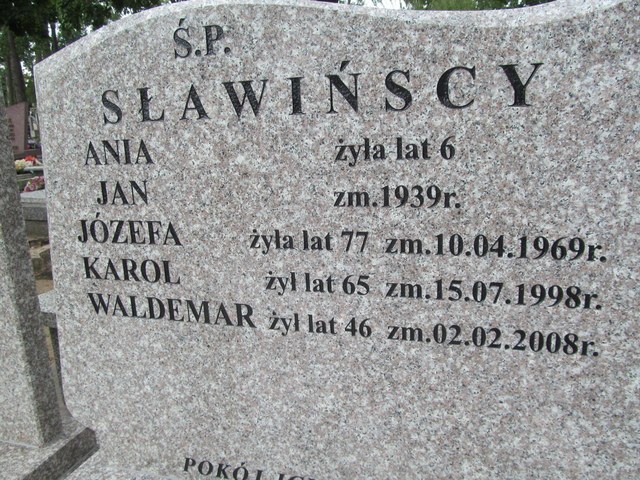 Ś.P.
SŁAWIŃSCY
ANIA żyła lat 6
JAN zm.1939r.
JÓZEFA żyła lat 77 zm.10.04.1969r.
KAROL żył lat 65 zm.15.07.1998r.
WALDEMAR żył lat 46 zm.02.02.2008r.
POKÓJ